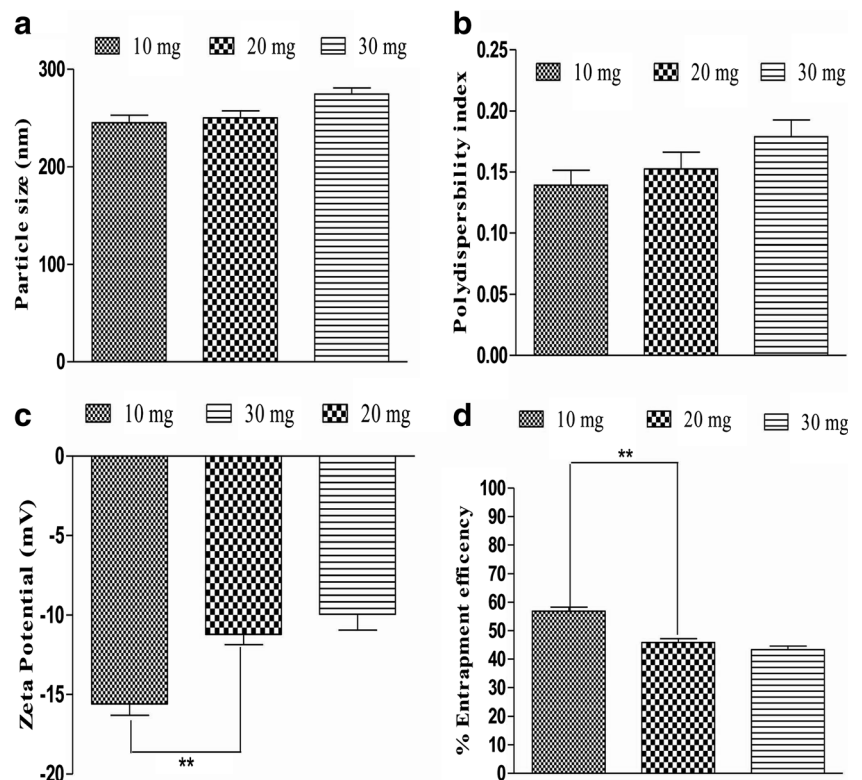 a
10 mg 20 mg 30 mg
300
200
100
0
Particle size (nm)
b
0.25
0.20
0.15
0.10
0.05
0.00
10 mg 20 mg 30 mg
Polydispersbility index
c
10 mg 30 mg 20 mg
0
-5
-10
-15
-20
Zeta Potential (mV)
**
d
10 mg 20 mg 30 mg
**
100
90
80
70
60
50
40
30
20
10
0
% Entrapment efficency